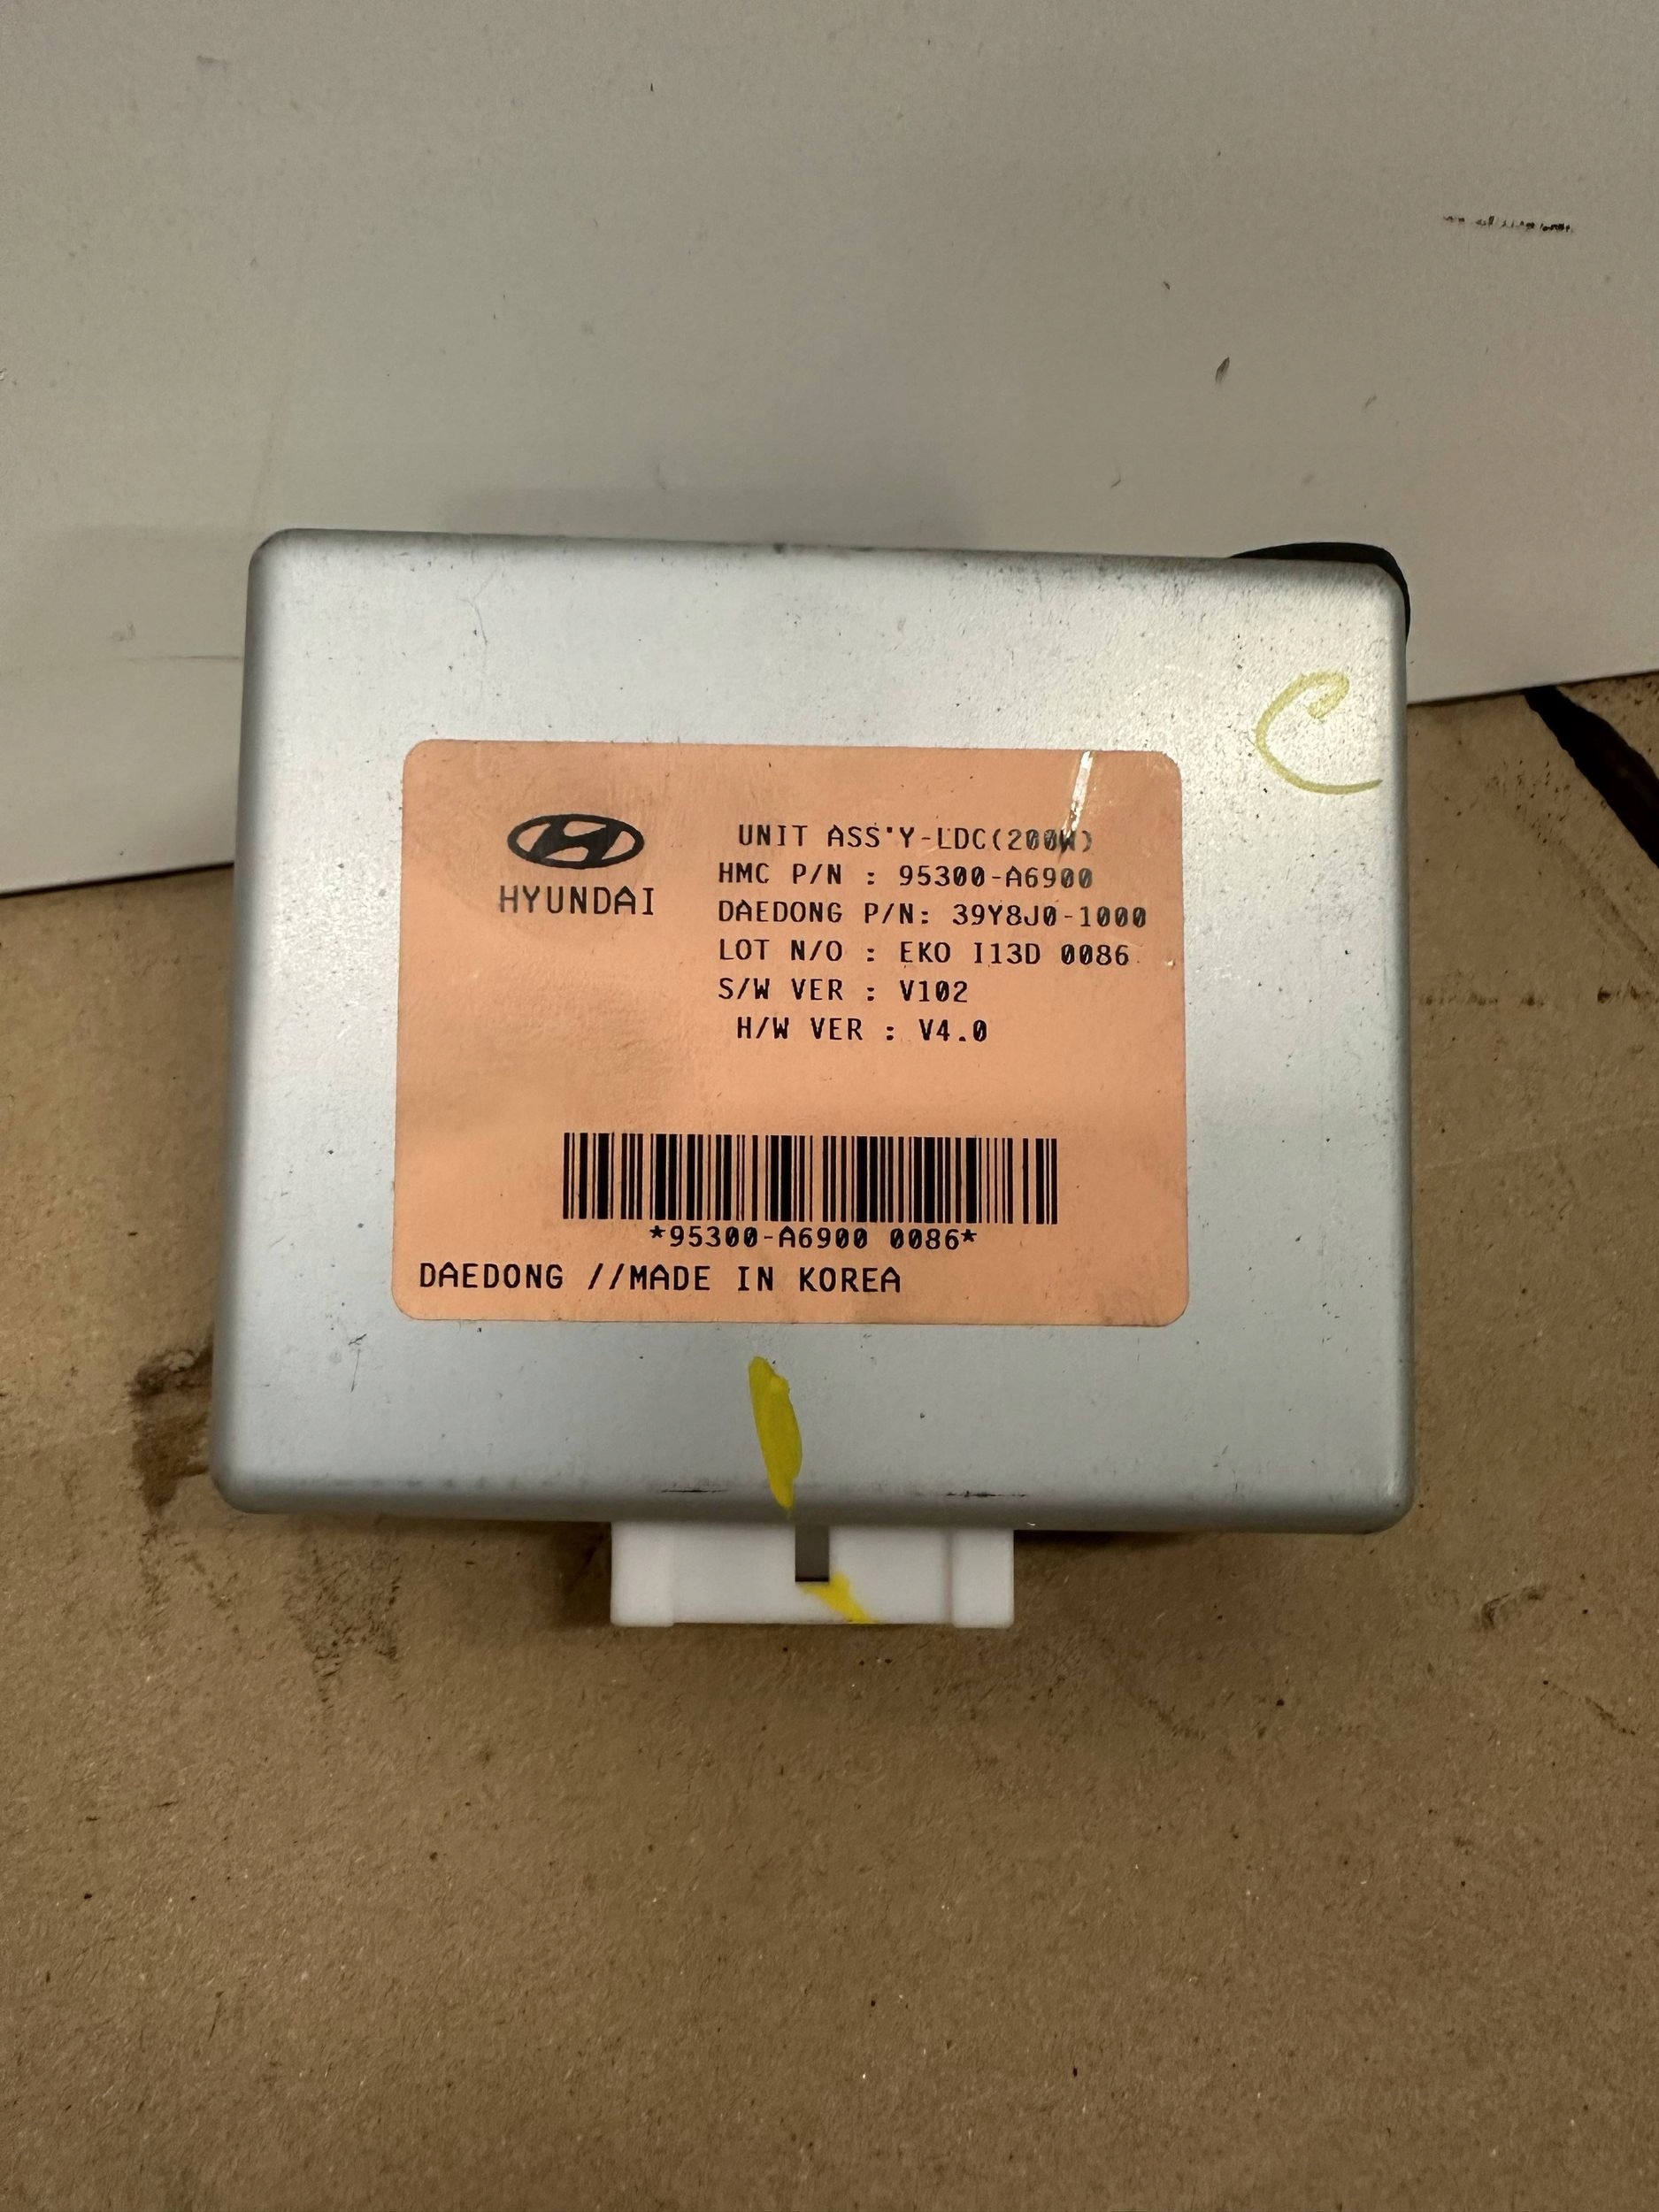 C
HYUNDAI
UNIT ASS'Y-LDC(200W)
HMC P/N : 95300-A6900
DAEDONG P/N: 39Y8J0-1000
LOT N/O : EKO I13D 0086
S/W VER : V102
H/W VER : V4.0
*95300-A6900 0086*
DAEDONG //MADE IN KOREA